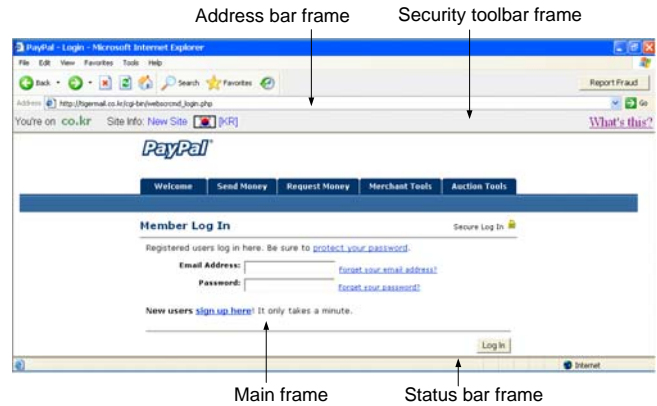 Address bar frame Security toolbar frame
PayPal - Login - Microsoft Internet Explorer
File Edit View Favorites Tools Help
Back Search Favorites Report Fraud
Address http://tigermail.co.kr/cgi-bin/webscrcmd_login.php Go
You're on co.kr Site Info: New Site [KR] What's this?
PayPal
Welcome Send Money Request Money Merchant Tools Auction Tools
Member Log In Secure Log In
Registered users log in here. Be sure to protect your password.
Email Address: Forget your email address?
Password: Forget your password?
New users sign up here! It only takes a minute.
Log In
Internet
Main frame Status bar frame